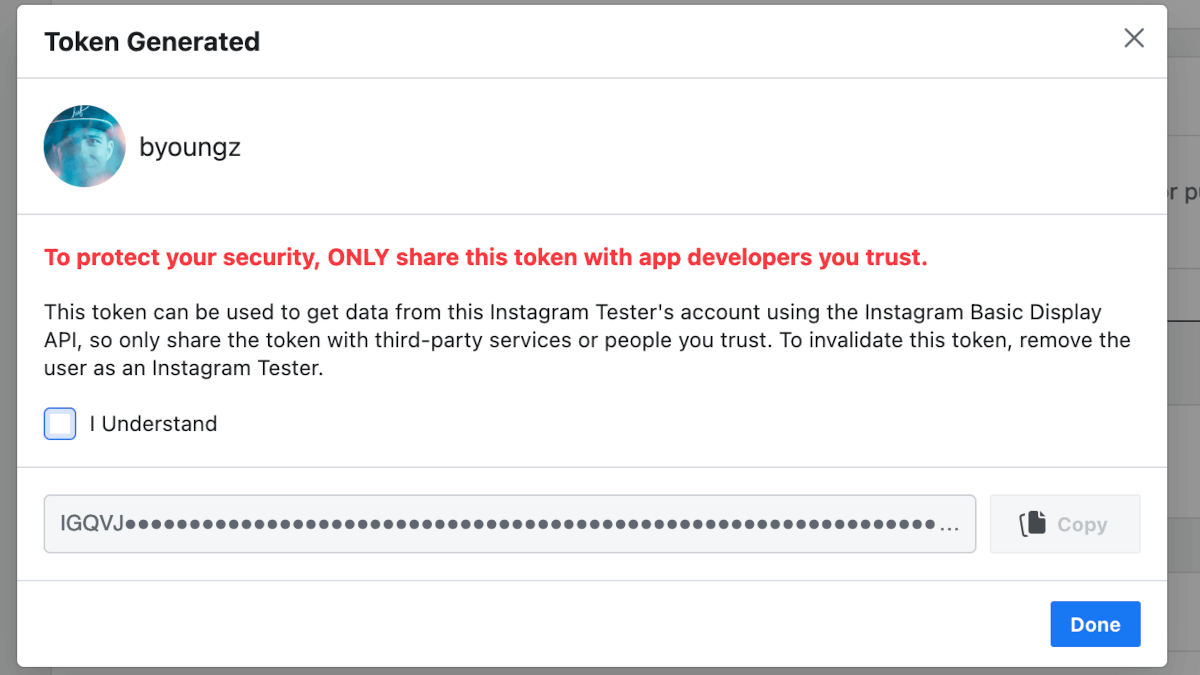 Token Generated
byoungz
To protect your security, ONLY share this token with app developers you trust.
This token can be used to get data from this Instagram Tester's account using the Instagram Basic Display
API, so only share the token with third-party services or people you trust. To invalidate this token, remove the
user as an Instagram Tester.
I Understand
IGQVJ●●●●●●●●●●●●●●●●●●●●●●●●●●●●●●●●●●●●●●●●●●●●●●●●●●●●●●●●●●●●●●●...
Copy
Done